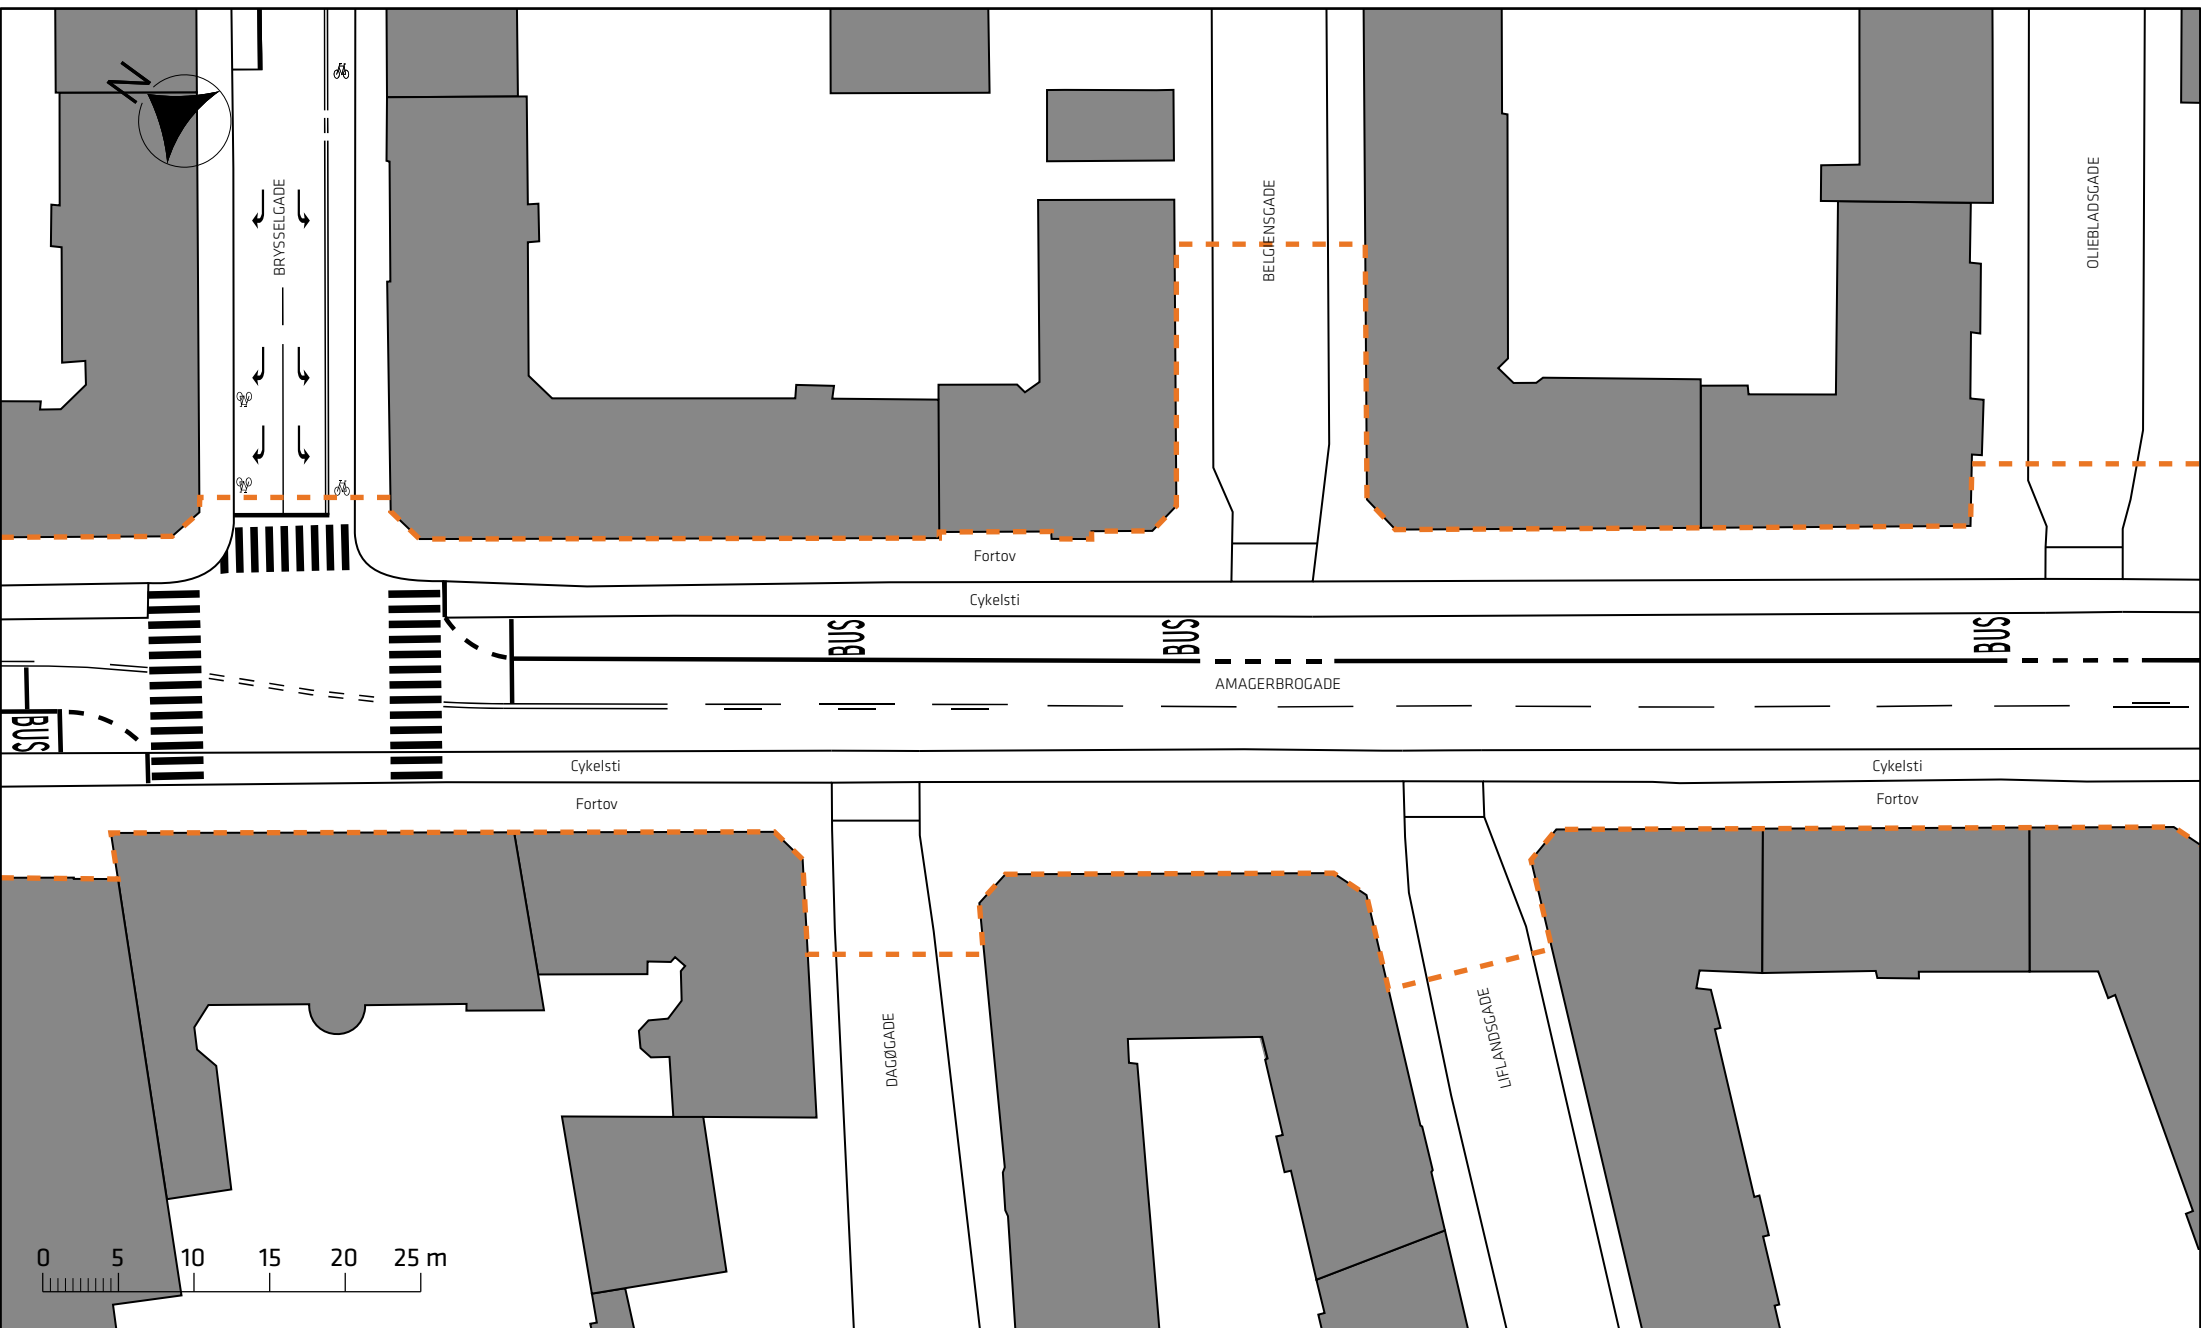 N
BRYSSELGADE
BELGIENSGADE
OLIEBLADSGADE
Fortov
Cykelsti
BUS
BUS
BUS
AMAGERBROGADE
BUS
Cykelsti
Cykelsti
Fortov
Fortov
DAGØGADE
LIFLANDSGADE
0 5 10 15 20 25 m